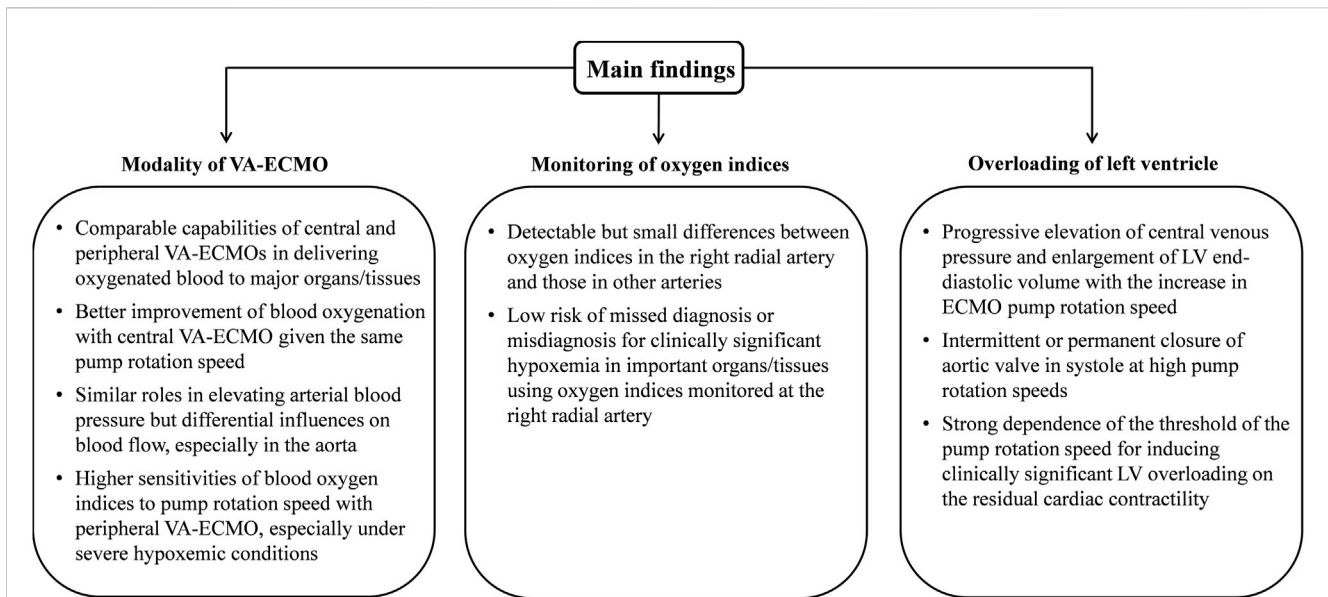 Main findings
Modality of VA-ECMO
• Comparable capabilities of central and
peripheral VA-ECMOs in delivering
oxygenated blood to major organs/tissues
• Better improvement of blood oxygenation
with central VA-ECMO given the same
pump rotation speed
• Similar roles in elevating arterial blood
pressure but differential influences on
blood flow, especially in the aorta
• Higher sensitivities of blood oxygen
indices to pump rotation speed with
peripheral VA-ECMO, especially under
severe hypoxemic conditions
Monitoring of oxygen indices
• Detectable but small differences between
oxygen indices in the right radial artery
and those in other arteries
• Low risk of missed diagnosis or
misdiagnosis for clinically significant
hypoxemia in important organs/tissues
using oxygen indices monitored at the
right radial artery
Overloading of left ventricle
• Progressive elevation of central venous
pressure and enlargement of LV end-
diastolic volume with the increase in
ECMO pump rotation speed
• Intermittent or permanent closure of
aortic valve in systole at high pump
rotation speeds
• Strong dependence of the threshold of the
pump rotation speed for inducing
clinically significant LV overloading on
the residual cardiac contractility